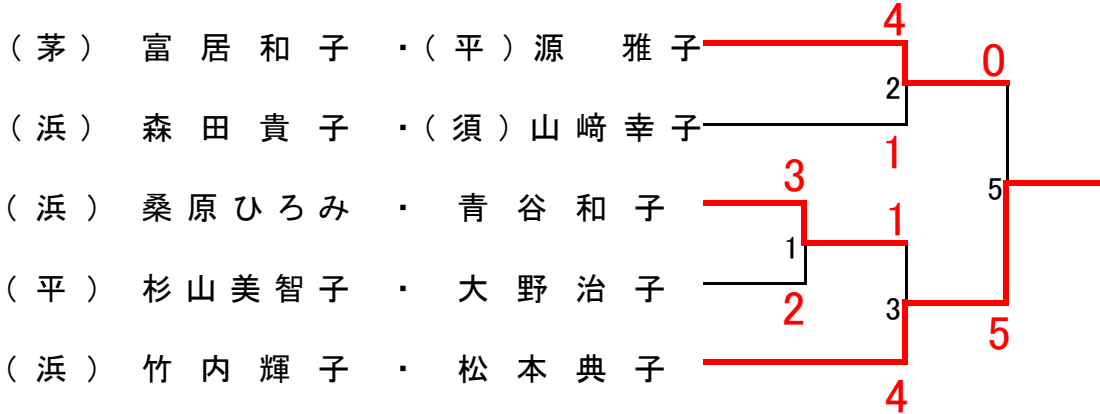 4
(茅) 富居和子 ・(平)源 雅子 0
2
(浜) 森田貴子 ・(須)山﨑幸子
1
3
5
(浜) 桑原ひろみ ・ 青谷和子 1
1
(平) 杉山美智子 ・ 大野治子
2 3
5
(浜) 竹内輝子 ・ 松本典子
4